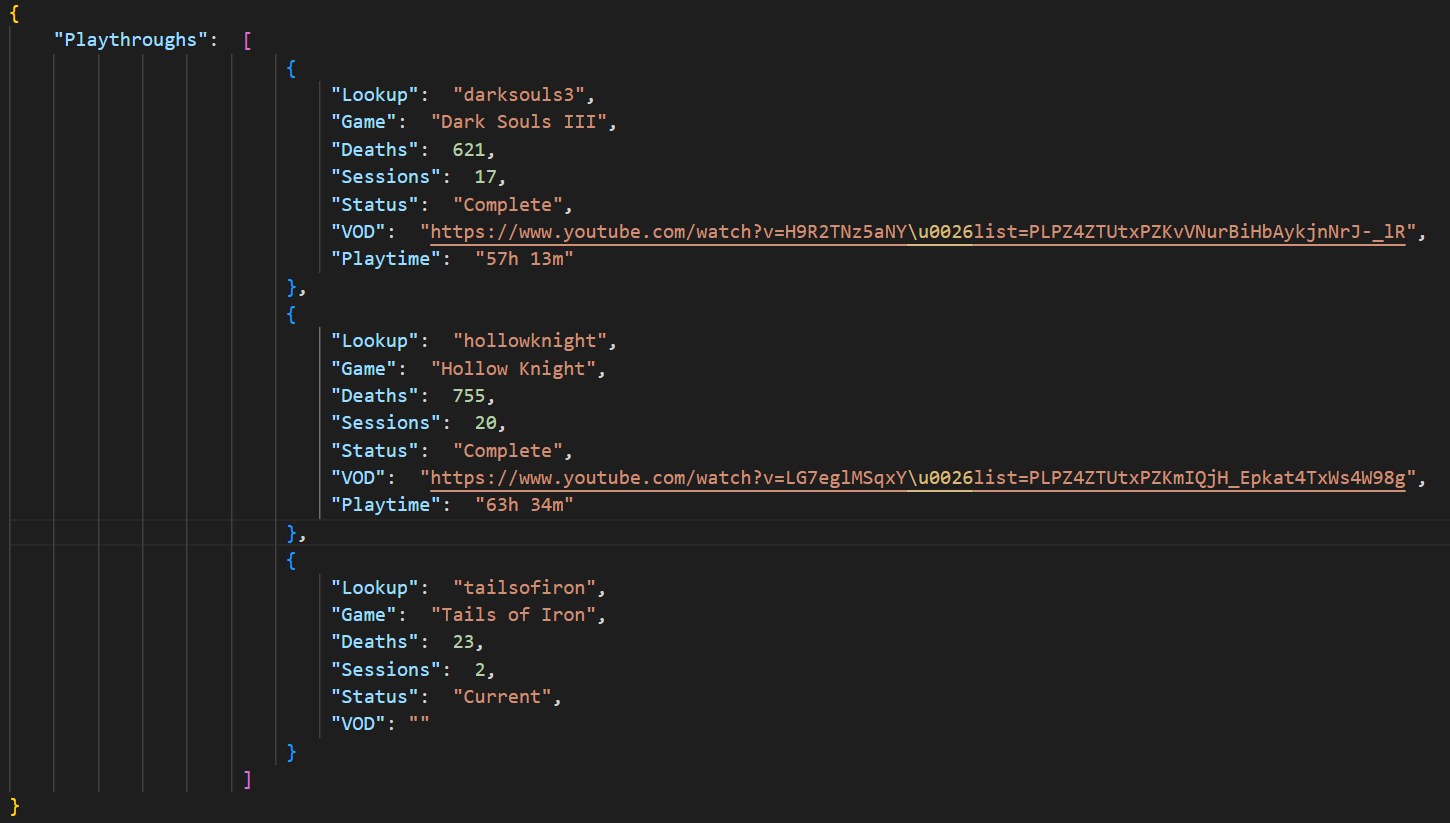 {
"Playthroughs":  [
{
"Lookup":  "darksouls3",
"Game":  "Dark Souls III",
"Deaths":  621,
"Sessions":  17,
"Status":  "Complete",
"VOD":  "https://www.youtube.com/watch?v=H9R2TNz5aNY\u0026list=PLPZ4ZTUtxPZKvVNurBiHbAykjnNrJ-_lR",
"Playtime":  "57h 13m"
},
{
"Lookup":  "hollowknight",
"Game":  "Hollow Knight",
"Deaths":  755,
"Sessions":  20,
"Status":  "Complete",
"VOD":  "https://www.youtube.com/watch?v=LG7eglMSqxY\u0026list=PLPZ4ZTUtxPZKmIQjH_Epkat4TxWs4W98g",
"Playtime":  "63h 34m"
},
{
"Lookup":  "tailsofiron",
"Game":  "Tails of Iron",
"Deaths":  23,
"Sessions":  2,
"Status":  "Current",
"VOD": ""
}
]
}